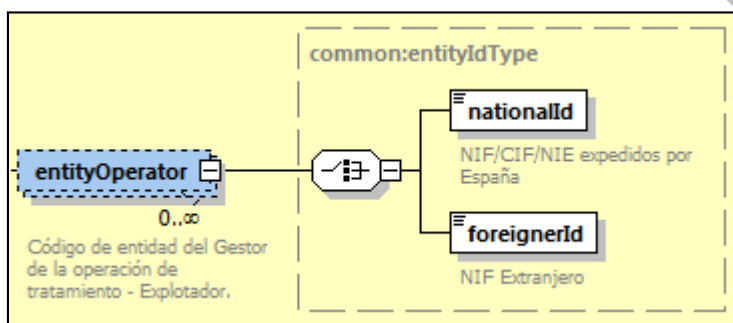 common:entityIdType
nationalId
NIF/CIF/NIE expedidos por
España
entityOperator
0..∞
Código de entidad del Gestor
de la operación de
tratamiento - Explotador.
foreignerId
NIF Extranjero